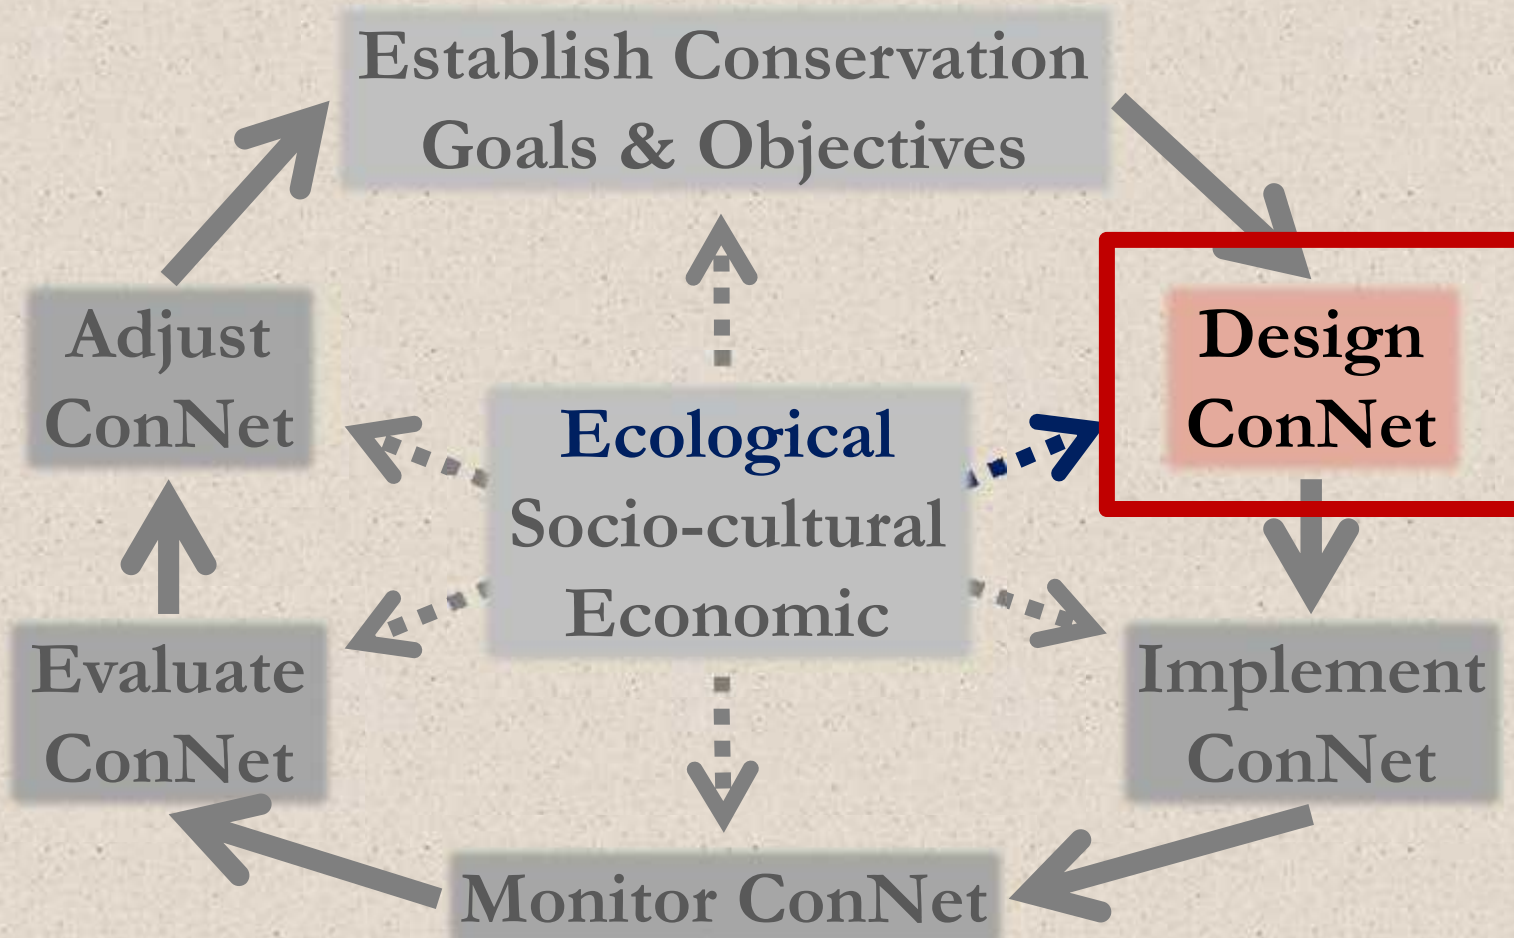 Establish Conservation
Goals & Objectives
Design
ConNet
Implement
ConNet
Monitor ConNet
Evaluate
ConNet
Adjust
ConNet
Ecological
Socio-cultural
Economic